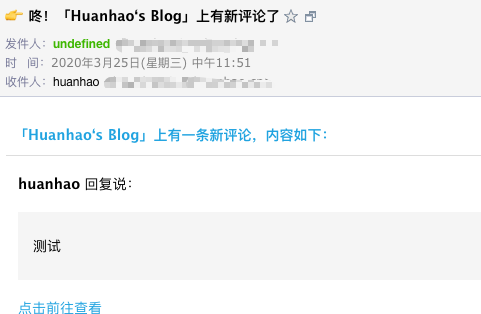 👉 咚！「Huanhao‘s Blog」上有新评论了
发件人：undefined
时   间：2020年3月25日(星期三) 中午11:51
收件人：huanhao
「Huanhao‘s Blog」上有一条新评论，内容如下：
huanhao 回复说：
测试
点击前往查看